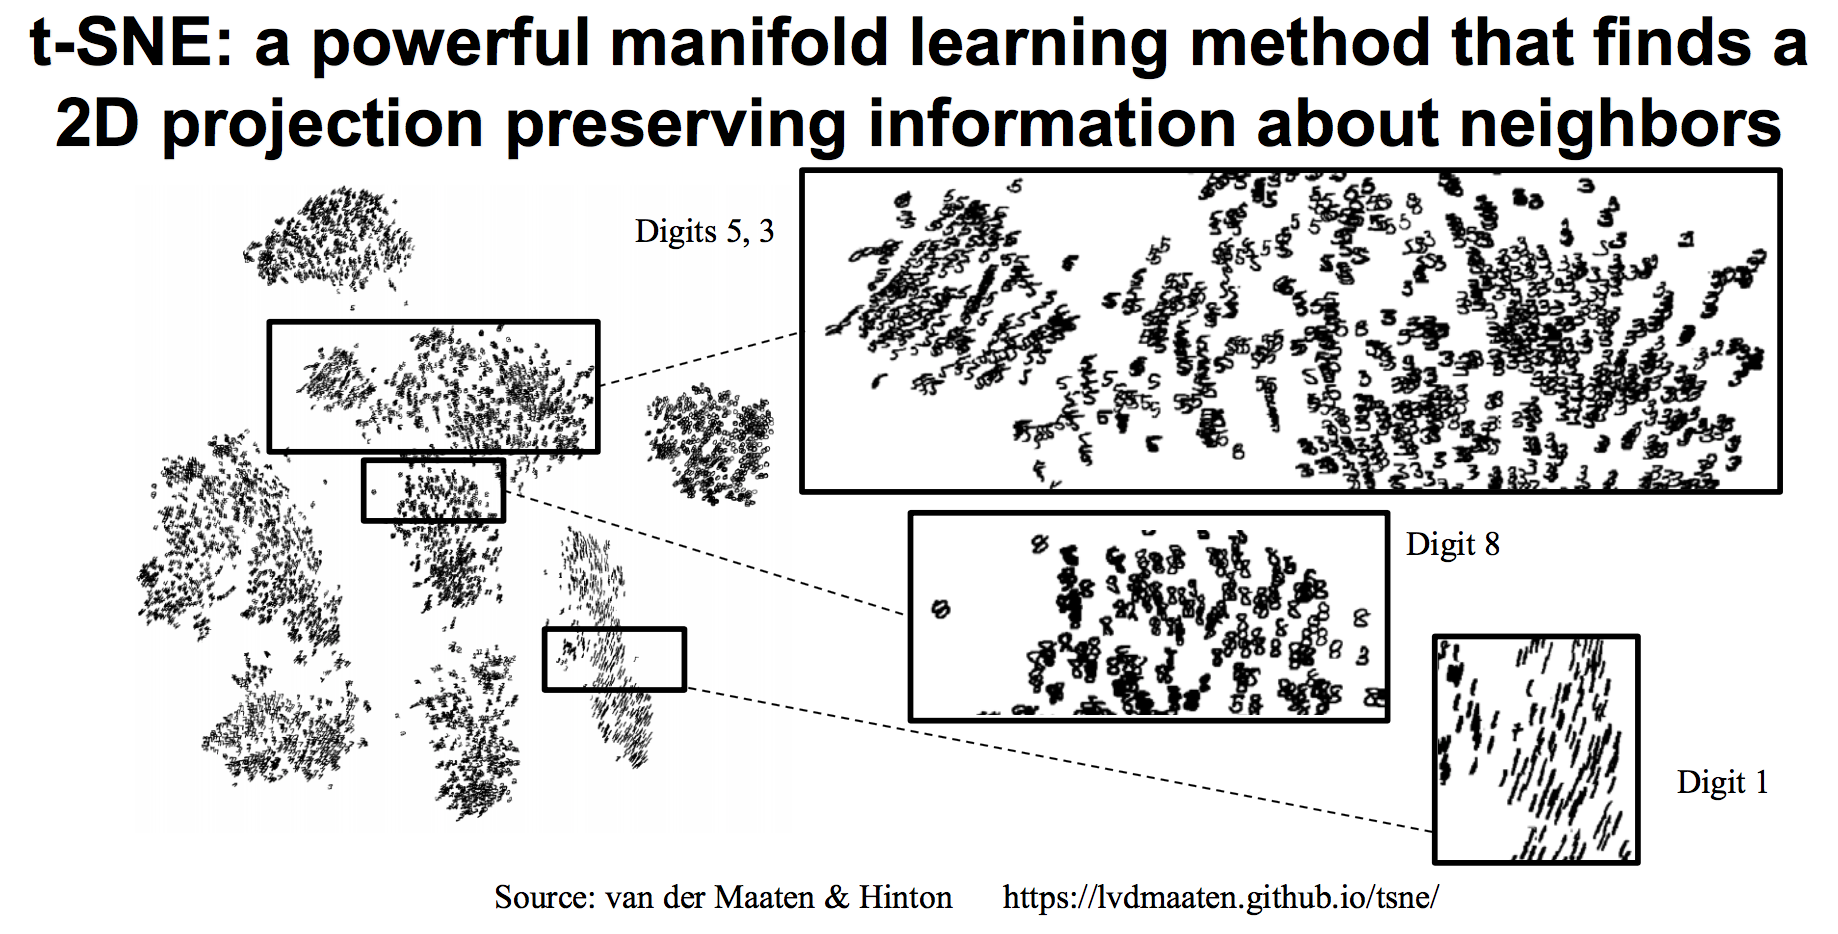 t-SNE: a powerful manifold learning method that finds a
2D projection preserving information about neighbors
Digits 5, 3
Digit 8
Digit 1
Source: van der Maaten & Hinton
https://lvdmaaten.github.io/tsne/